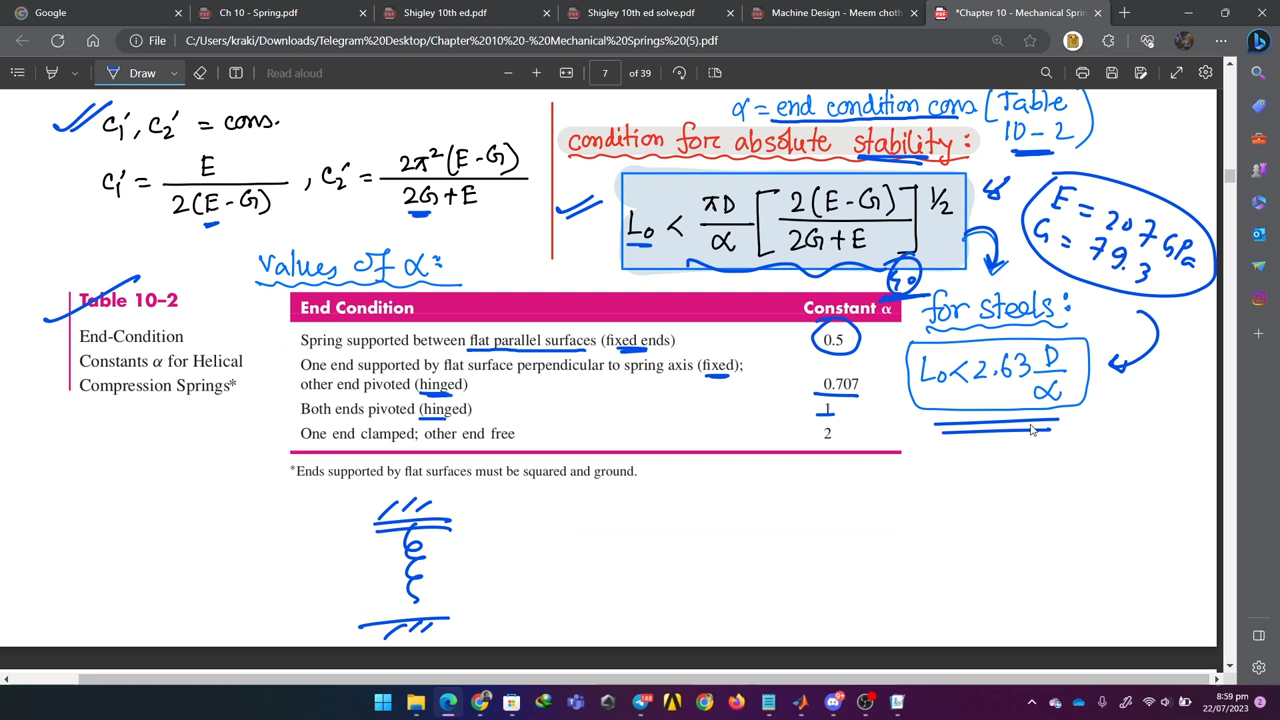 Google
Ch 10 - Spring.pdf
Shigley 10th ed.pdf
Shigley 10th ed solve.pdf
Machine Design - Meem choth
*Chapter 10 - Mechanical Sprin
File
C:/Users/kraki/Downloads/Telegram%20Desktop/Chapter%2010%20-%20Mechanical%20Springs%20(5).pdf
Draw
Read aloud
7
of 39
C₁′, C₂′ = cons.
C₁′ = E / 2(E-G) , C₂′ = 2π²(E-G) / 2G+E
α = end condition cons. (Table 10-2)
condition for absolute stability:
L₀ < πD/α [2(E-G) / 2G+E]^1/2
E = 207 GPa
G = 79.3
values of α:
for steels:
L₀ < 2.63 D/α
Table 10–2
End-Condition
Constants α for Helical
Compression Springs*
End Condition Constant α
Spring supported between flat parallel surfaces (fixed ends) 0.5
One end supported by flat surface perpendicular to spring axis (fixed);
other end pivoted (hinged) 0.707
Both ends pivoted (hinged) 1
One end clamped; other end free 2
*Ends supported by flat surfaces must be squared and ground.
188
8:59 pm
22/07/2023
2